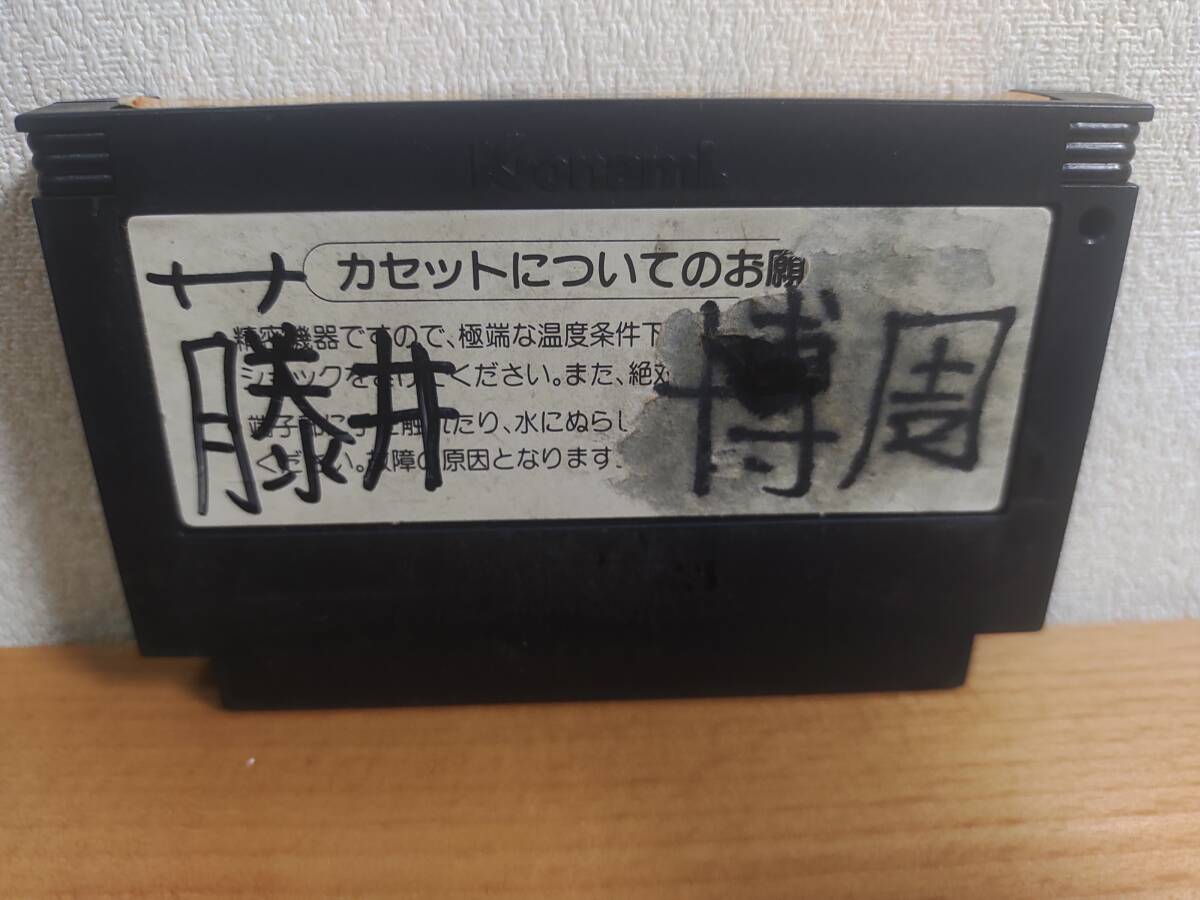 Konami
カセットについてのお願
精密機器ですので、極端な温度条件下
ショックをさけてください。また、絶対
端子部に手を触れたり、水にぬらし
ください。故障の原因となります。
藤井 博周